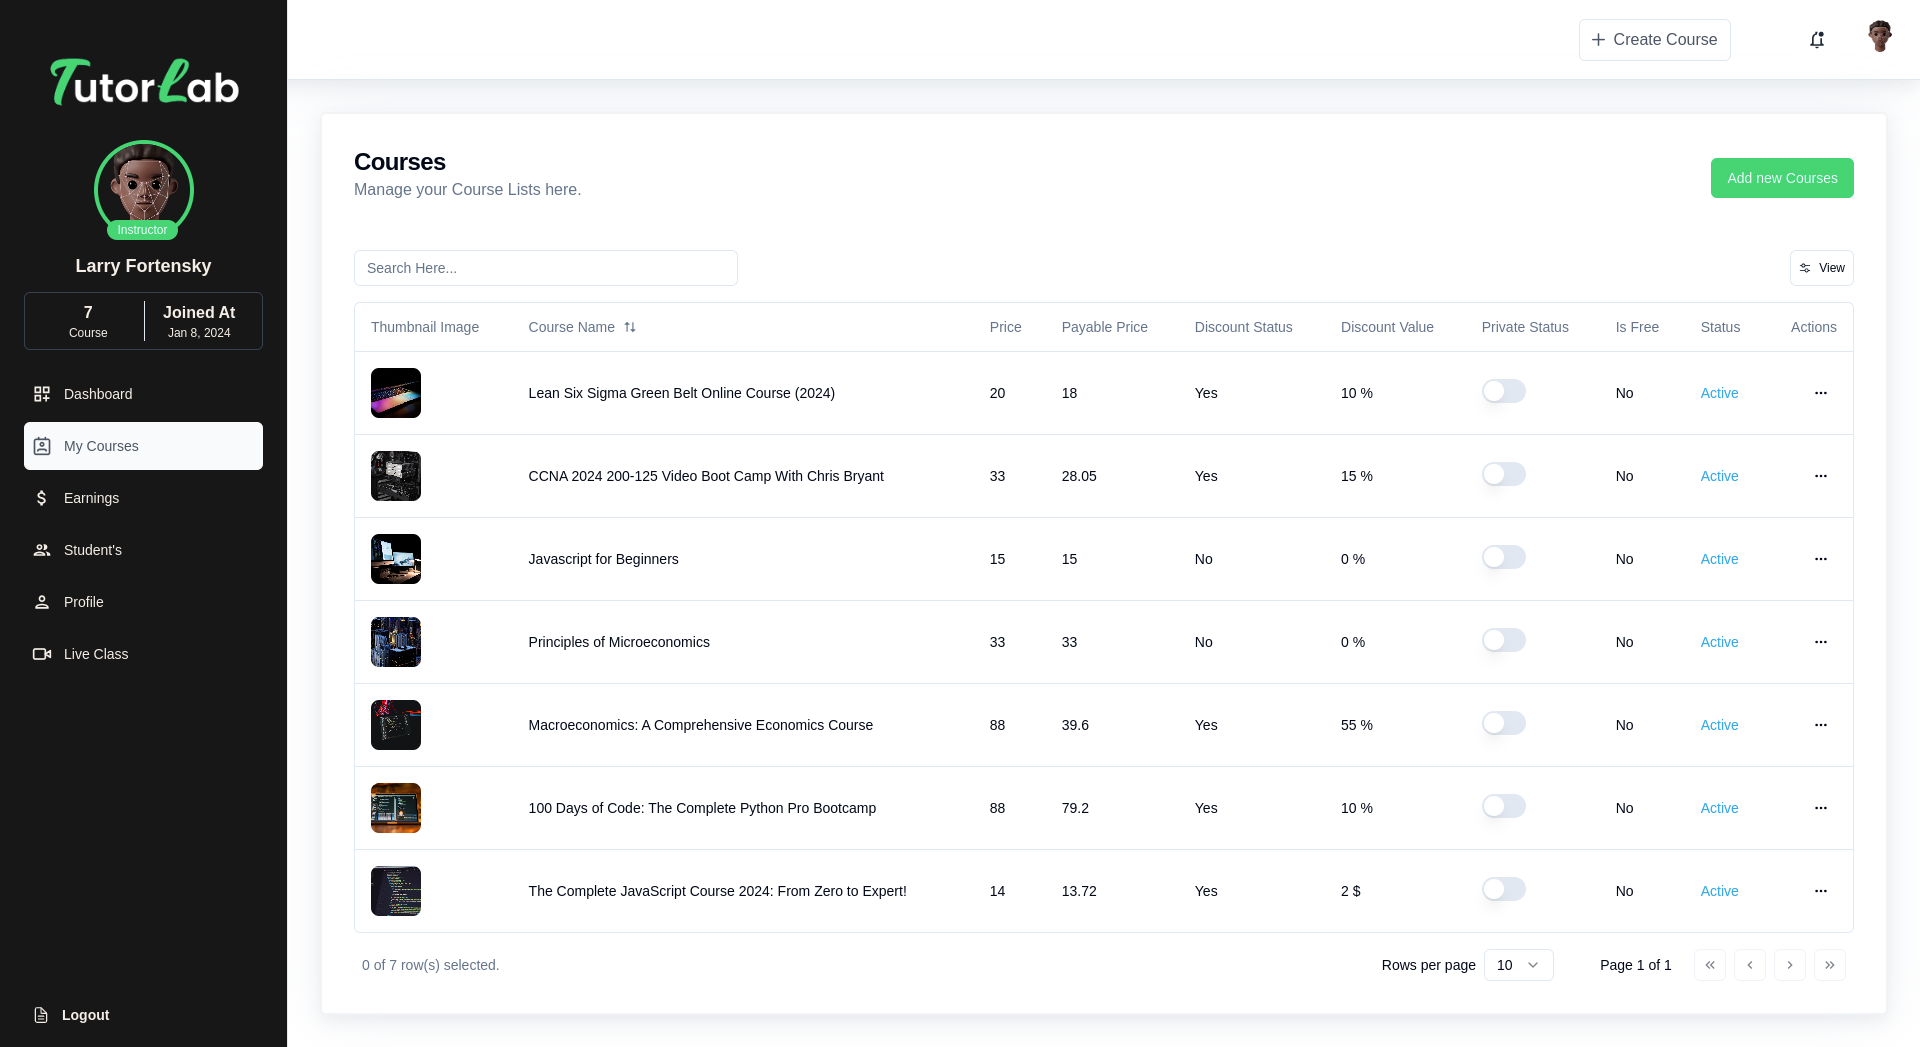 TutorLab
Instructor
Larry Fortensky
7
Course
Joined At
Jan 8, 2024
Dashboard
My Courses
Earnings
Student's
Profile
Live Class
Logout
Create Course
Courses
Manage your Course Lists here.
Add new Courses
Search Here...
View
Thumbnail Image Course Name Price Payable Price Discount Status Discount Value Private Status Is Free Status Actions
Lean Six Sigma Green Belt Online Course (2024) 20 18 Yes 10 % No Active
CCNA 2024 200-125 Video Boot Camp With Chris Bryant 33 28.05 Yes 15 % No Active
Javascript for Beginners 15 15 No 0 % No Active
Principles of Microeconomics 33 33 No 0 % No Active
Macroeconomics: A Comprehensive Economics Course 88 39.6 Yes 55 % No Active
100 Days of Code: The Complete Python Pro Bootcamp 88 79.2 Yes 10 % No Active
The Complete JavaScript Course 2024: From Zero to Expert! 14 13.72 Yes 2 $ No Active
0 of 7 row(s) selected. Rows per page 10 Page 1 of 1